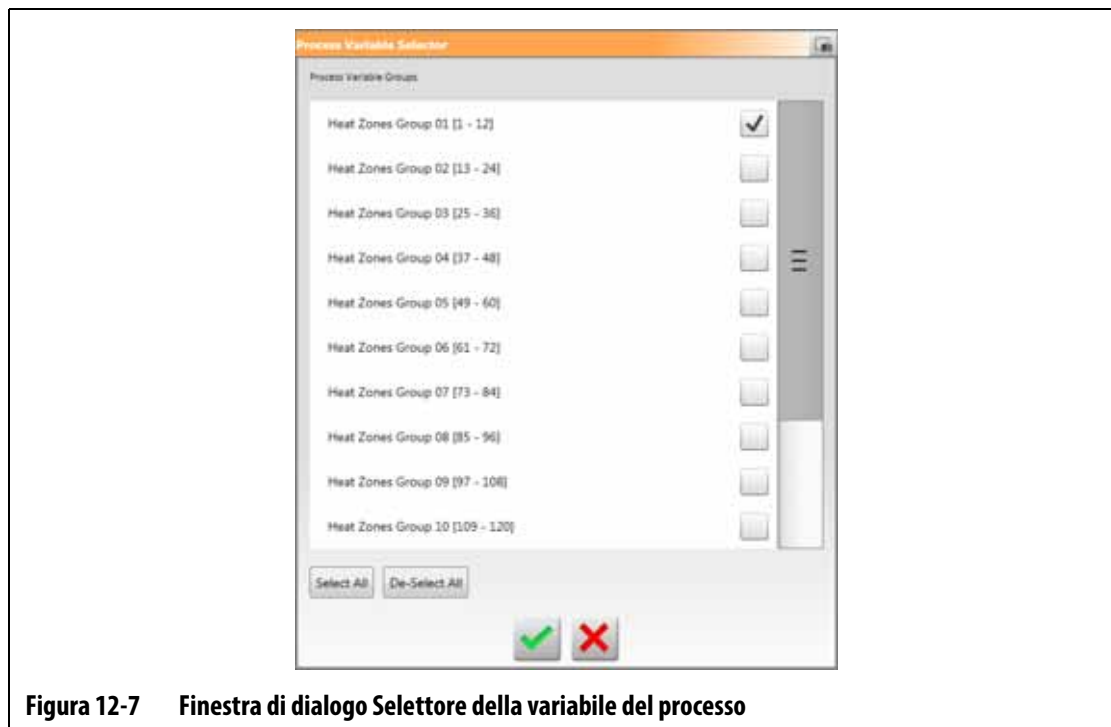 Process Variable Selector
Process Variable Groups
Heat Zones Group 01 [1 - 12]
Heat Zones Group 02 [13 - 24]
Heat Zones Group 03 [25 - 36]
Heat Zones Group 04 [37 - 48]
Heat Zones Group 05 [49 - 60]
Heat Zones Group 06 [61 - 72]
Heat Zones Group 07 [73 - 84]
Heat Zones Group 08 [85 - 96]
Heat Zones Group 09 [97 - 108]
Heat Zones Group 10 [109 - 120]
Select All De-Select All
Figura 12-7 Finestra di dialogo Selettore della variabile del processo